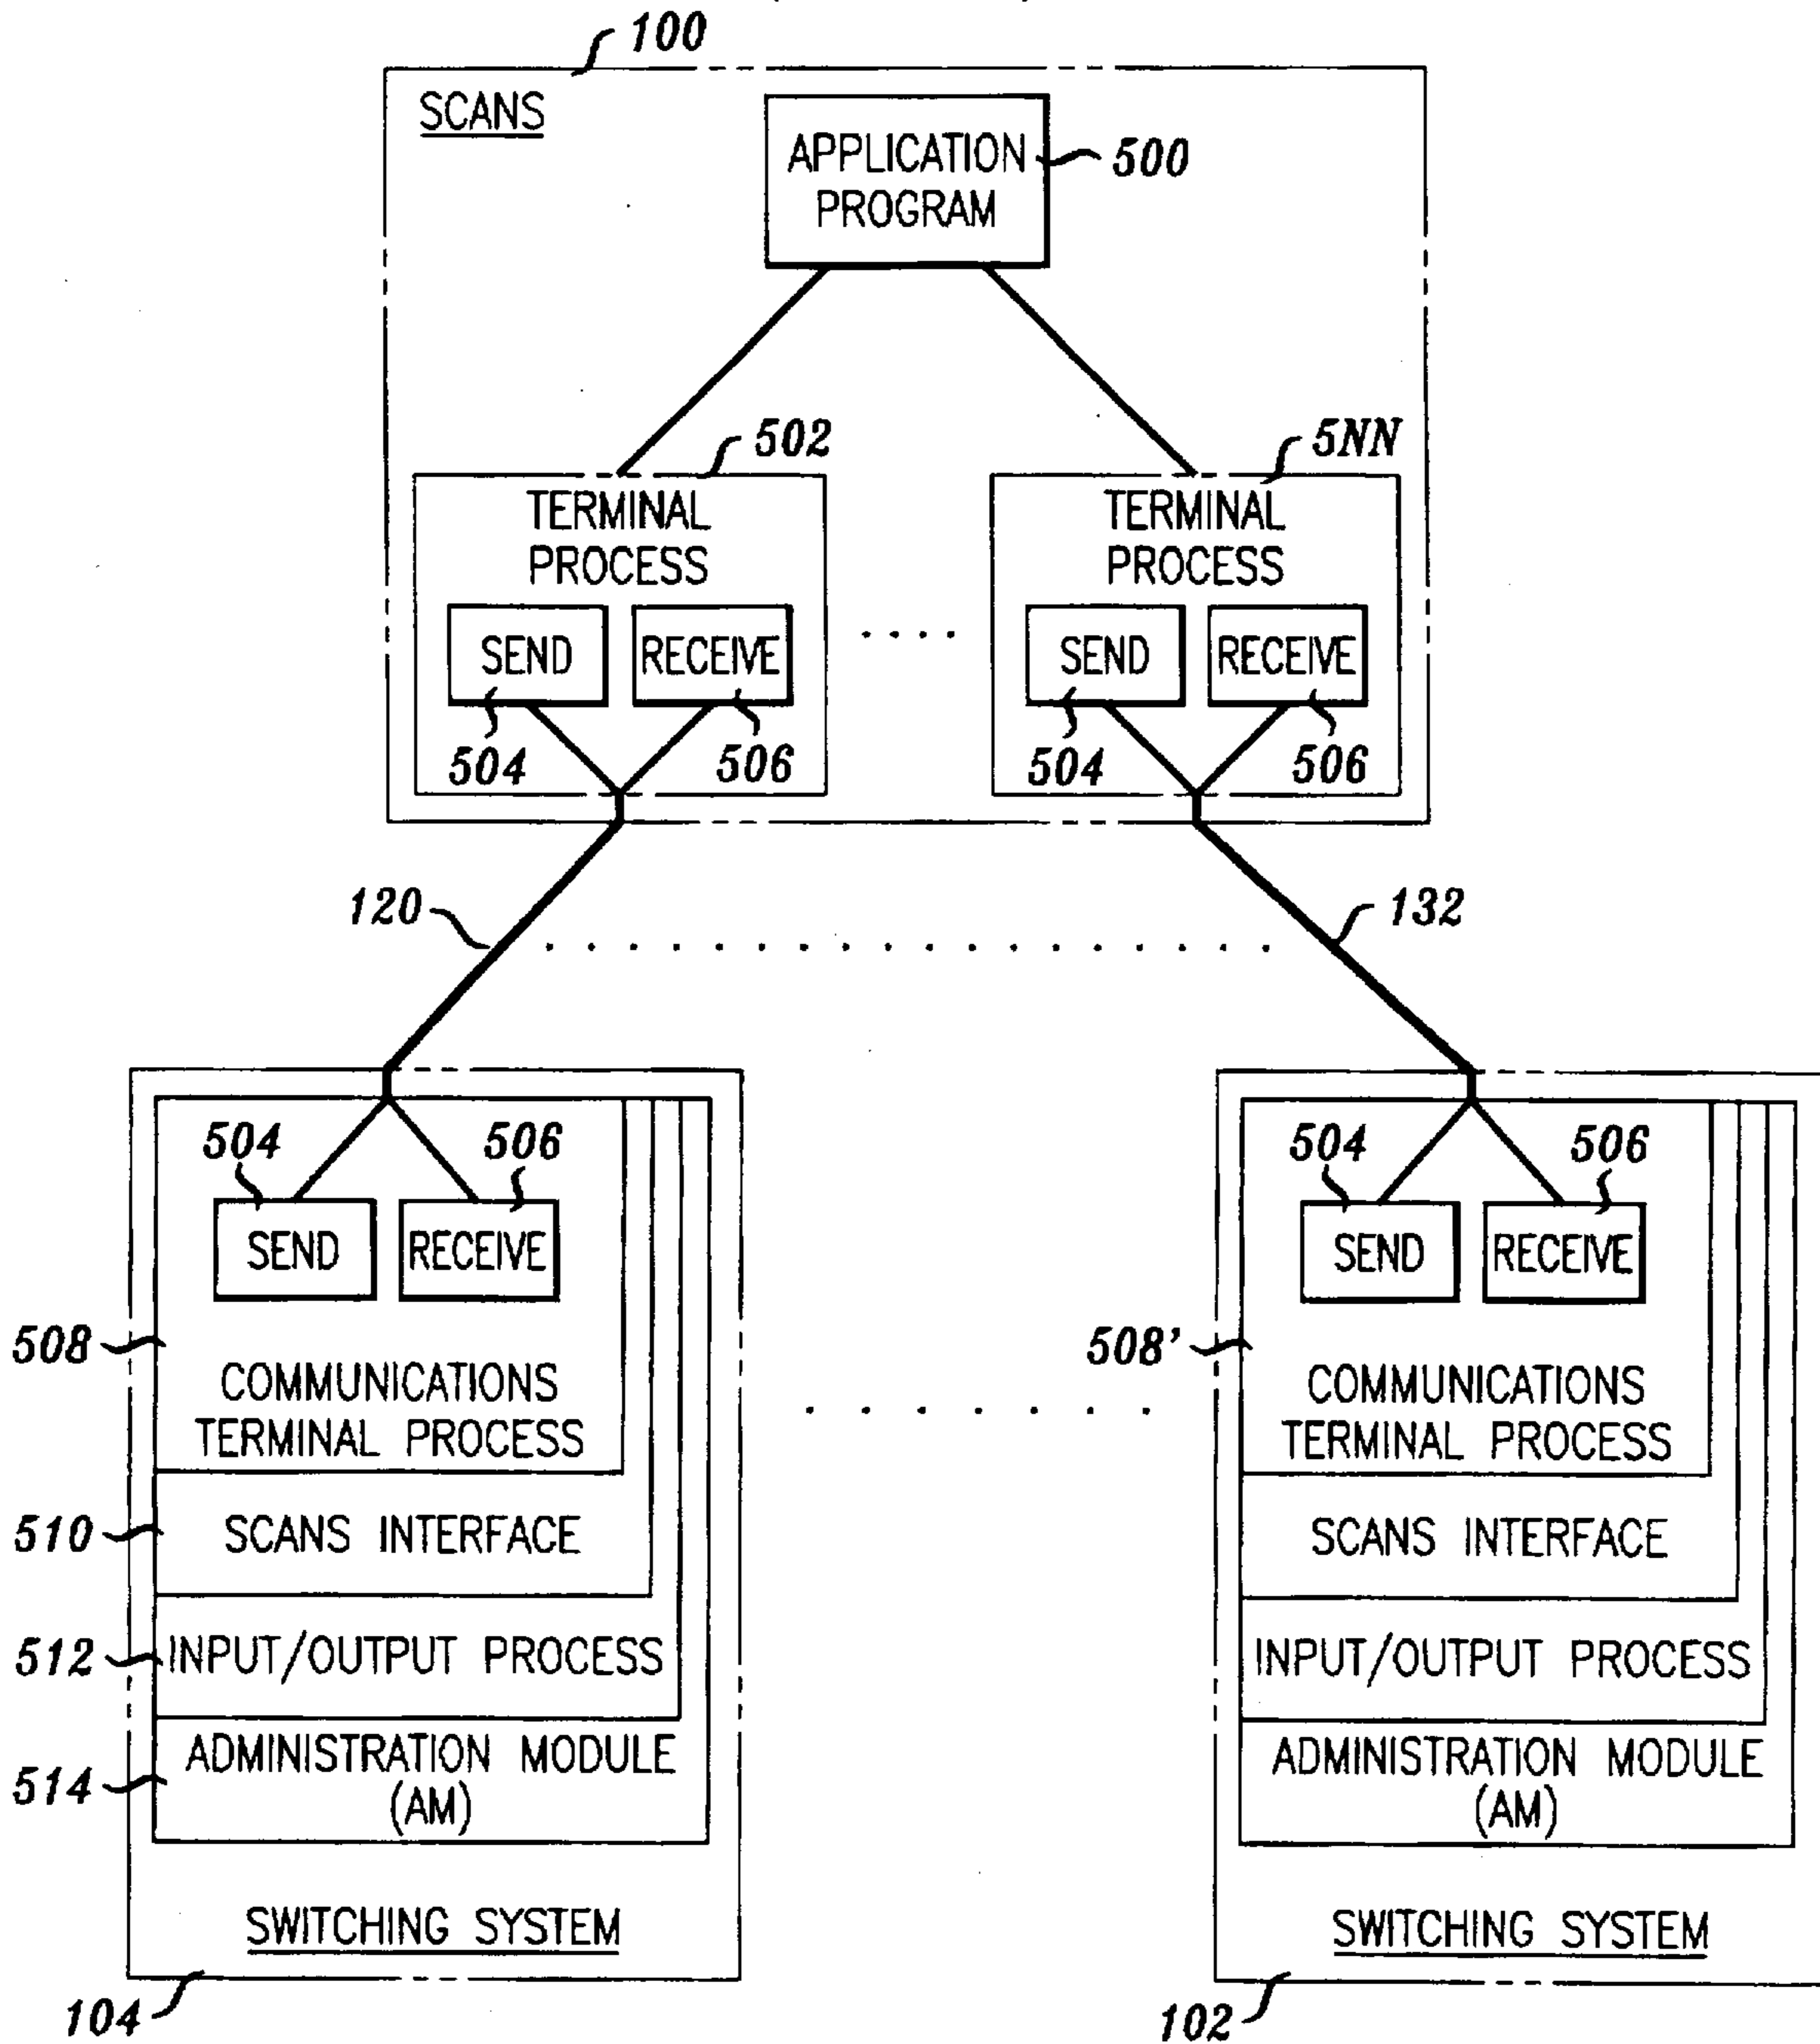 100
SCANS
APPLICATION
PROGRAM
500
502
5NN
TERMINAL
PROCESS
TERMINAL
PROCESS
SEND
RECEIVE
SEND
RECEIVE
504
506
504
506
120
132
504
506
504
506
SEND
RECEIVE
SEND
RECEIVE
508
508'
COMMUNICATIONS
TERMINAL PROCESS
COMMUNICATIONS
TERMINAL PROCESS
510
SCANS INTERFACE
SCANS INTERFACE
512
INPUT/OUTPUT PROCESS
INPUT/OUTPUT PROCESS
514
ADMINISTRATION MODULE
(AM)
ADMINISTRATION MODULE
(AM)
SWITCHING SYSTEM
SWITCHING SYSTEM
104
102